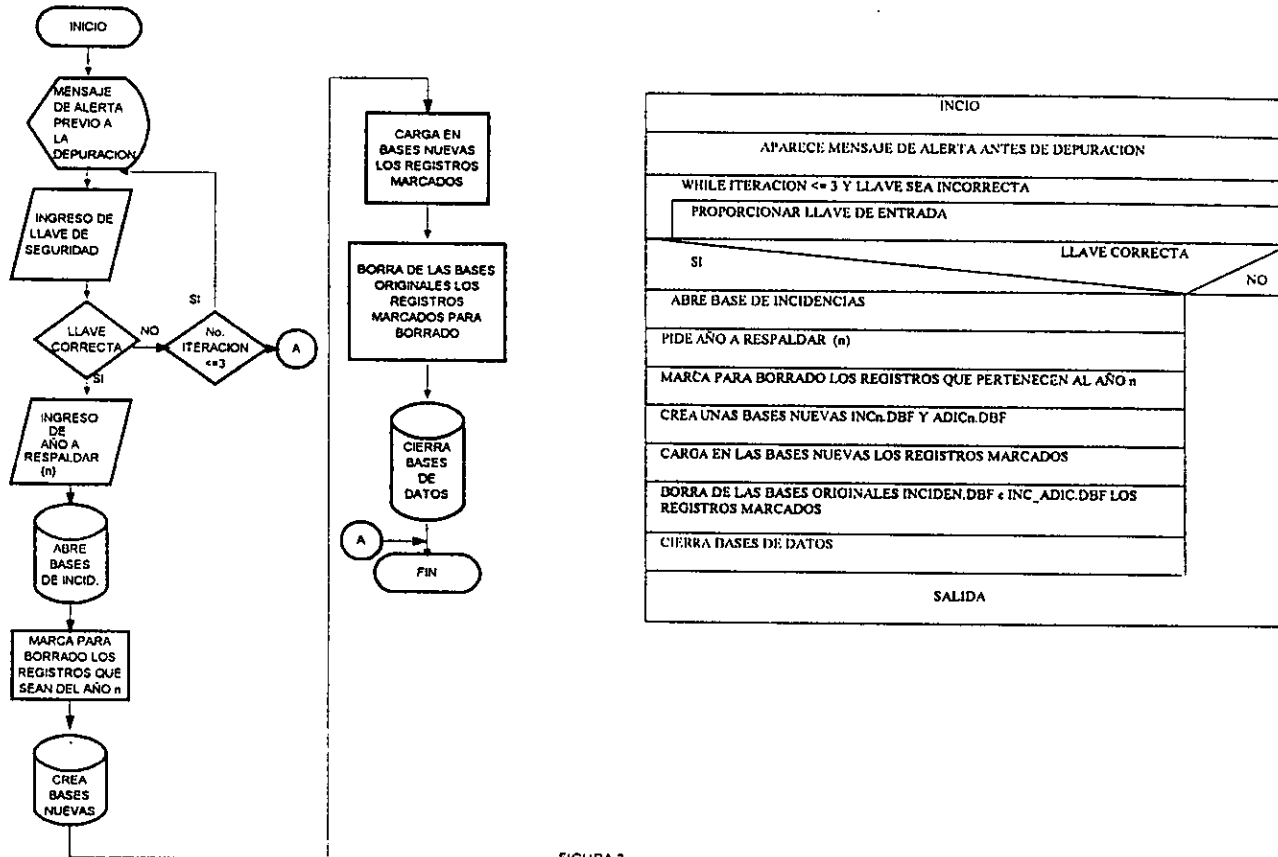 INICIO
MENSAJE
DE ALERTA
PREVIO A
LA
DEPURACION
INGRESO DE
LLAVE DE
SEGURIDAD
LLAVE
CORRECTA
NO
SI
No.
ITERACION
<=3
SI
A
INGRESO
DE
AÑO A
RESPALDAR
(n)
ABRE
BASES
DE INCID.
MARCA PARA
BORRADO LOS
REGISTROS QUE
SEAN DEL AÑO n
CREA
BASES
NUEVAS
CARGA EN
BASES NUEVAS
LOS REGISTROS
MARCADOS
BORRA DE LAS BASES
ORIGINALES LOS
REGISTROS
MARCADOS PARA
BORRADO
CIERRA
BASES
DE
DATOS
A
FIN
INCIO
APARECE MENSAJE DE ALERTA ANTES DE DEPURACION
WHILE ITERACION <= 3 Y LLAVE SEA INCORRECTA
PROPORCIONAR LLAVE DE ENTRADA
LLAVE CORRECTA
SI
NO
ABRE BASE DE INCIDENCIAS
PIDE AÑO A RESPALDAR (n)
MARCA PARA BORRADO LOS REGISTROS QUE PERTENECEN AL AÑO n
CREA UNAS BASES NUEVAS INCn.DBF Y ADICn.DBF
CARGA EN LAS BASES NUEVAS LOS REGISTROS MARCADOS
BORRA DE LAS BASES ORIGINALES INCIDEN.DBF e INC_ADIC.DBF LOS
REGISTROS MARCADOS
CIERRA BASES DE DATOS
SALIDA